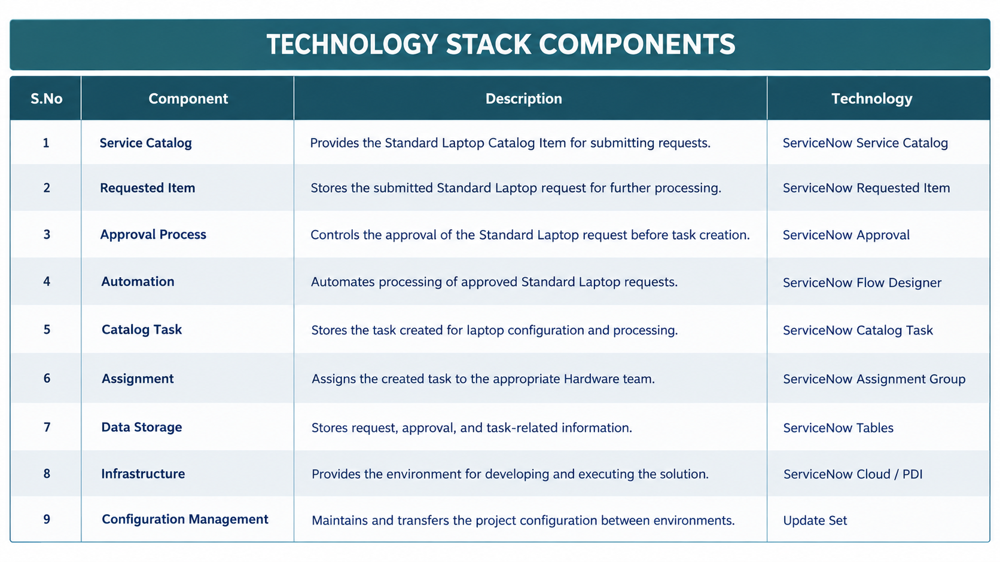 TECHNOLOGY STACK COMPONENTS
S.No Component Description Technology
1 Service Catalog Provides the Standard Laptop Catalog Item for submitting requests. ServiceNow Service Catalog
2 Requested Item Stores the submitted Standard Laptop request for further processing. ServiceNow Requested Item
3 Approval Process Controls the approval of the Standard Laptop request before task creation. ServiceNow Approval
4 Automation Automates processing of approved Standard Laptop requests. ServiceNow Flow Designer
5 Catalog Task Stores the task created for laptop configuration and processing. ServiceNow Catalog Task
6 Assignment Assigns the created task to the appropriate Hardware team. ServiceNow Assignment Group
7 Data Storage Stores request, approval, and task-related information. ServiceNow Tables
8 Infrastructure Provides the environment for developing and executing the solution. ServiceNow Cloud / PDI
9 Configuration Management Maintains and transfers the project configuration between environments. Update Set